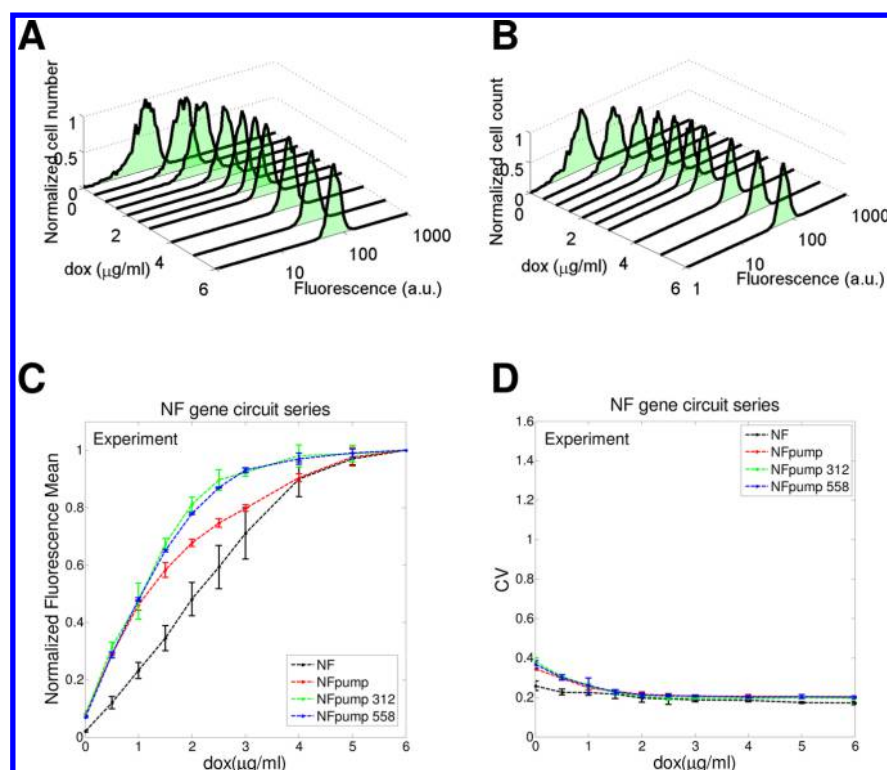 A
Normalized cell number
1
0.5
0
0
2
4
6
dox (μg/ml)
10
100
1000
Fluorescence (a.u.)
B
Normalized cell count
1
0.5
0
0
2
4
6
dox (μg/ml)
1
10
100
1000
Fluorescence (a.u.)
C
NF gene circuit series
Experiment
Normalized Fluorescence Mean
1
0.8
0.6
0.4
0.2
0
NF
NFpump
NFpump 312
NFpump 558
0 1 2 3 4 5 6
dox(μg/ml)
D
NF gene circuit series
Experiment
CV
1.6
1.4
1.2
1
0.8
0.6
0.4
0.2
0
NF
NFpump
NFpump 312
NFpump 558
0 1 2 3 4 5 6
dox(μg/ml)